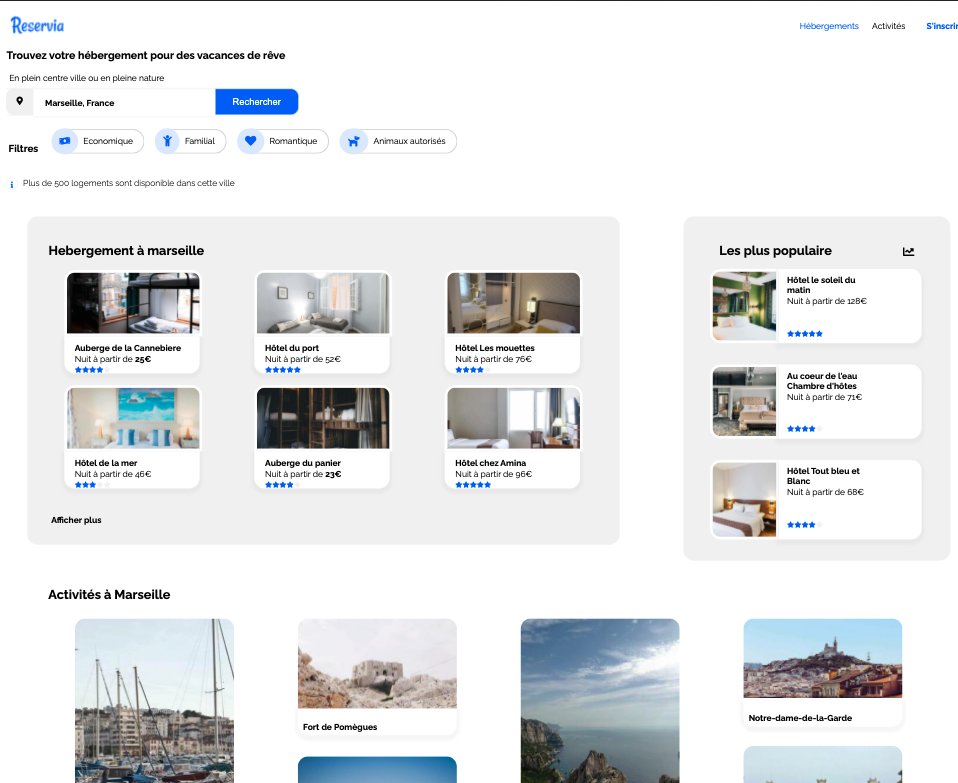 Reservia
Hébergements
Activités
S'inscrir
Trouvez votre hébergement pour des vacances de rêve
En plein centre ville ou en pleine nature
Marseille, France
Rechercher
Filtres
Economique
Familial
Romantique
Animaux autorisés
Plus de 500 logements sont disponible dans cette ville
Hebergement à marseille
Auberge de la Cannebiere
Nuit à partir de 25€
Hôtel du port
Nuit à partir de 52€
Hôtel Les mouettes
Nuit à partir de 76€
Hôtel de la mer
Nuit à partir de 46€
Auberge du panier
Nuit à partir de 23€
Hôtel chez Amina
Nuit à partir de 96€
Afficher plus
Les plus populaire
Hôtel le soleil du
matin
Nuit à partir de 128€
Au coeur de l'eau
Chambre d'hôtes
Nuit à partir de 71€
Hôtel Tout bleu et
Blanc
Nuit à partir de 68€
Activités à Marseille
Fort de Pomègues
Notre-dame-de-la-Garde